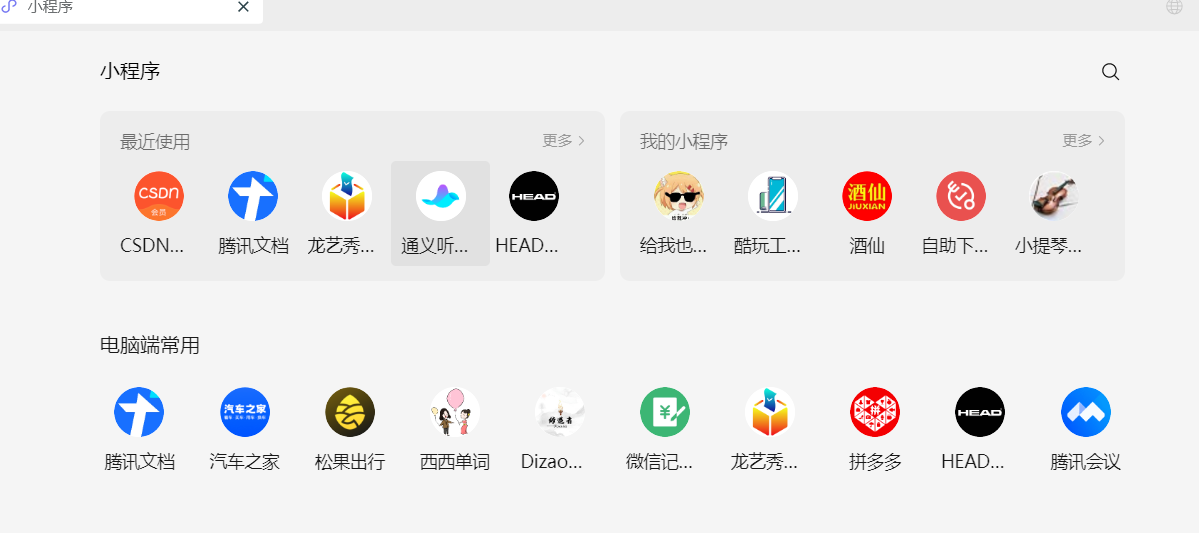 小程序
小程序
最近使用
更多
CSDN
会员
HEAD
CSDN...
腾讯文档
龙艺秀...
通义听...
HEAD...
我的小程序
更多
酒仙
JIUXIAN
给我也...
酷玩工...
酒仙
自助下...
小提琴...
电脑端常用
汽车之家
拼
HEAD
腾讯文档
汽车之家
松果出行
西西单词
Dizao...
微信记...
龙艺秀...
拼多多
HEAD...
腾讯会议